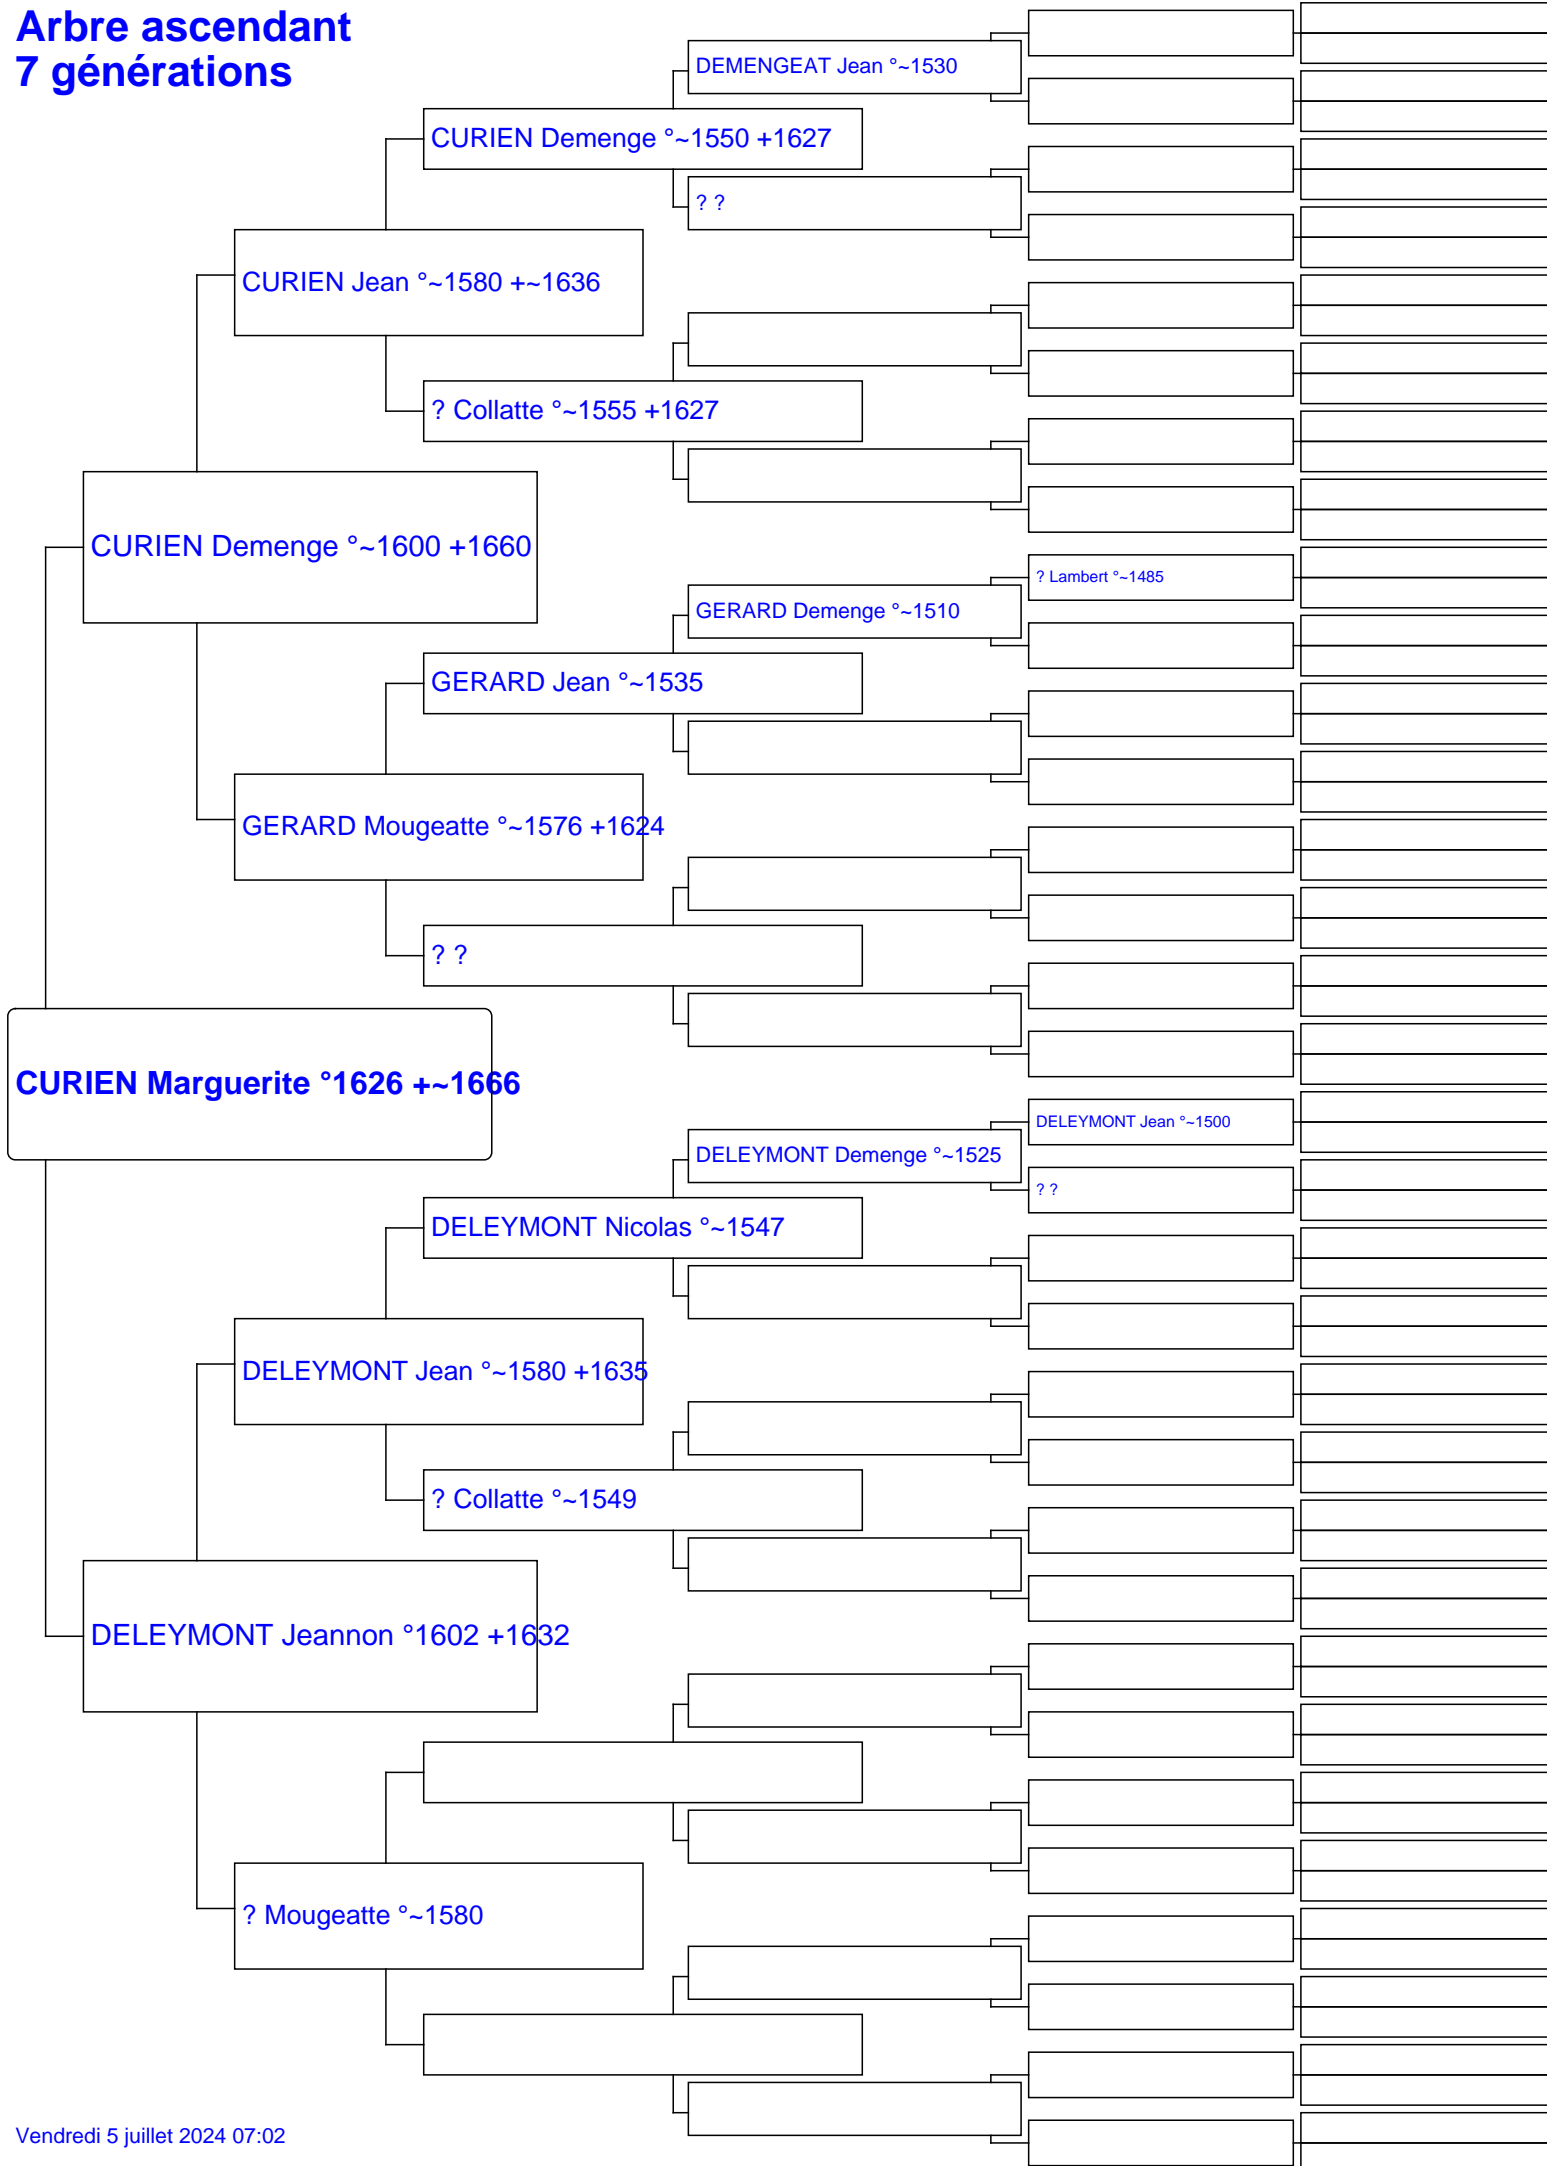 Arbre ascendant
7 générations
DEMENGEAT Jean °~1530
CURIEN Demenge °~1550 +1627
? ?
CURIEN Jean °~1580 +~1636
? Collatte °~1555 +1627
CURIEN Demenge °~1600 +1660
? Lambert °~1485
GERARD Demenge °~1510
GERARD Jean °~1535
GERARD Mougeatte °~1576 +1624
? ?
CURIEN Marguerite °1626 +~1666
DELEYMONT Jean °~1500
DELEYMONT Demenge °~1525
? ?
DELEYMONT Nicolas °~1547
DELEYMONT Jean °~1580 +1635
? Collatte °~1549
DELEYMONT Jeannon °1602 +1632
? Mougeatte °~1580
Vendredi 5 juillet 2024 07:02